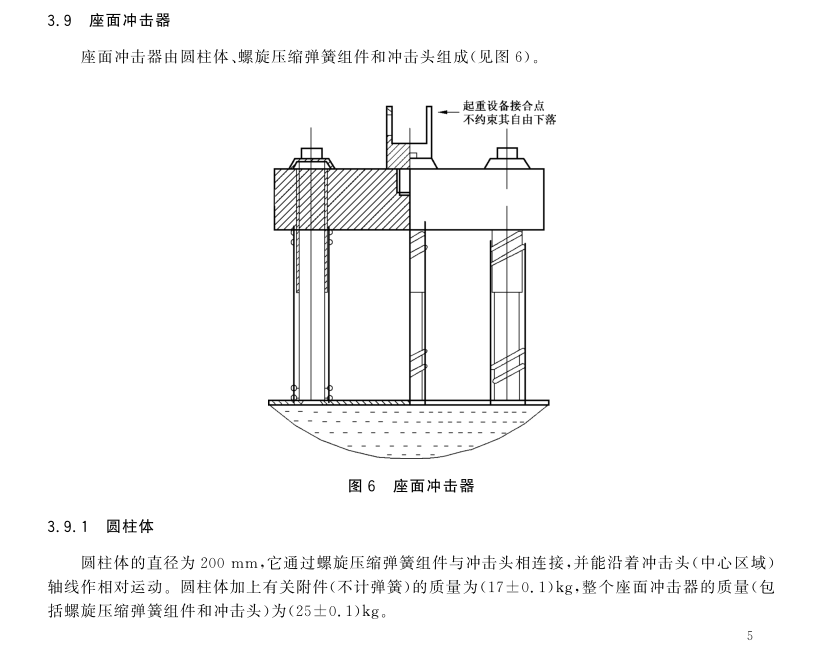 3.9 座面冲击器
座面冲击器由圆柱体、螺旋压缩弹簧组件和冲击头组成(见图 6)。
起重设备接合点
不约束其自由下落
图 6 座面冲击器
3.9.1 圆柱体
圆柱体的直径为 200 mm,它通过螺旋压缩弹簧组件与冲击头相连接,并能沿着冲击头(中心区域)
轴线作相对运动。圆柱体加上有关附件(不计弹簧)的质量为(17±0.1)kg,整个座面冲击器的质量(包
括螺旋压缩弹簧组件和冲击头)为(25±0.1)kg。
5